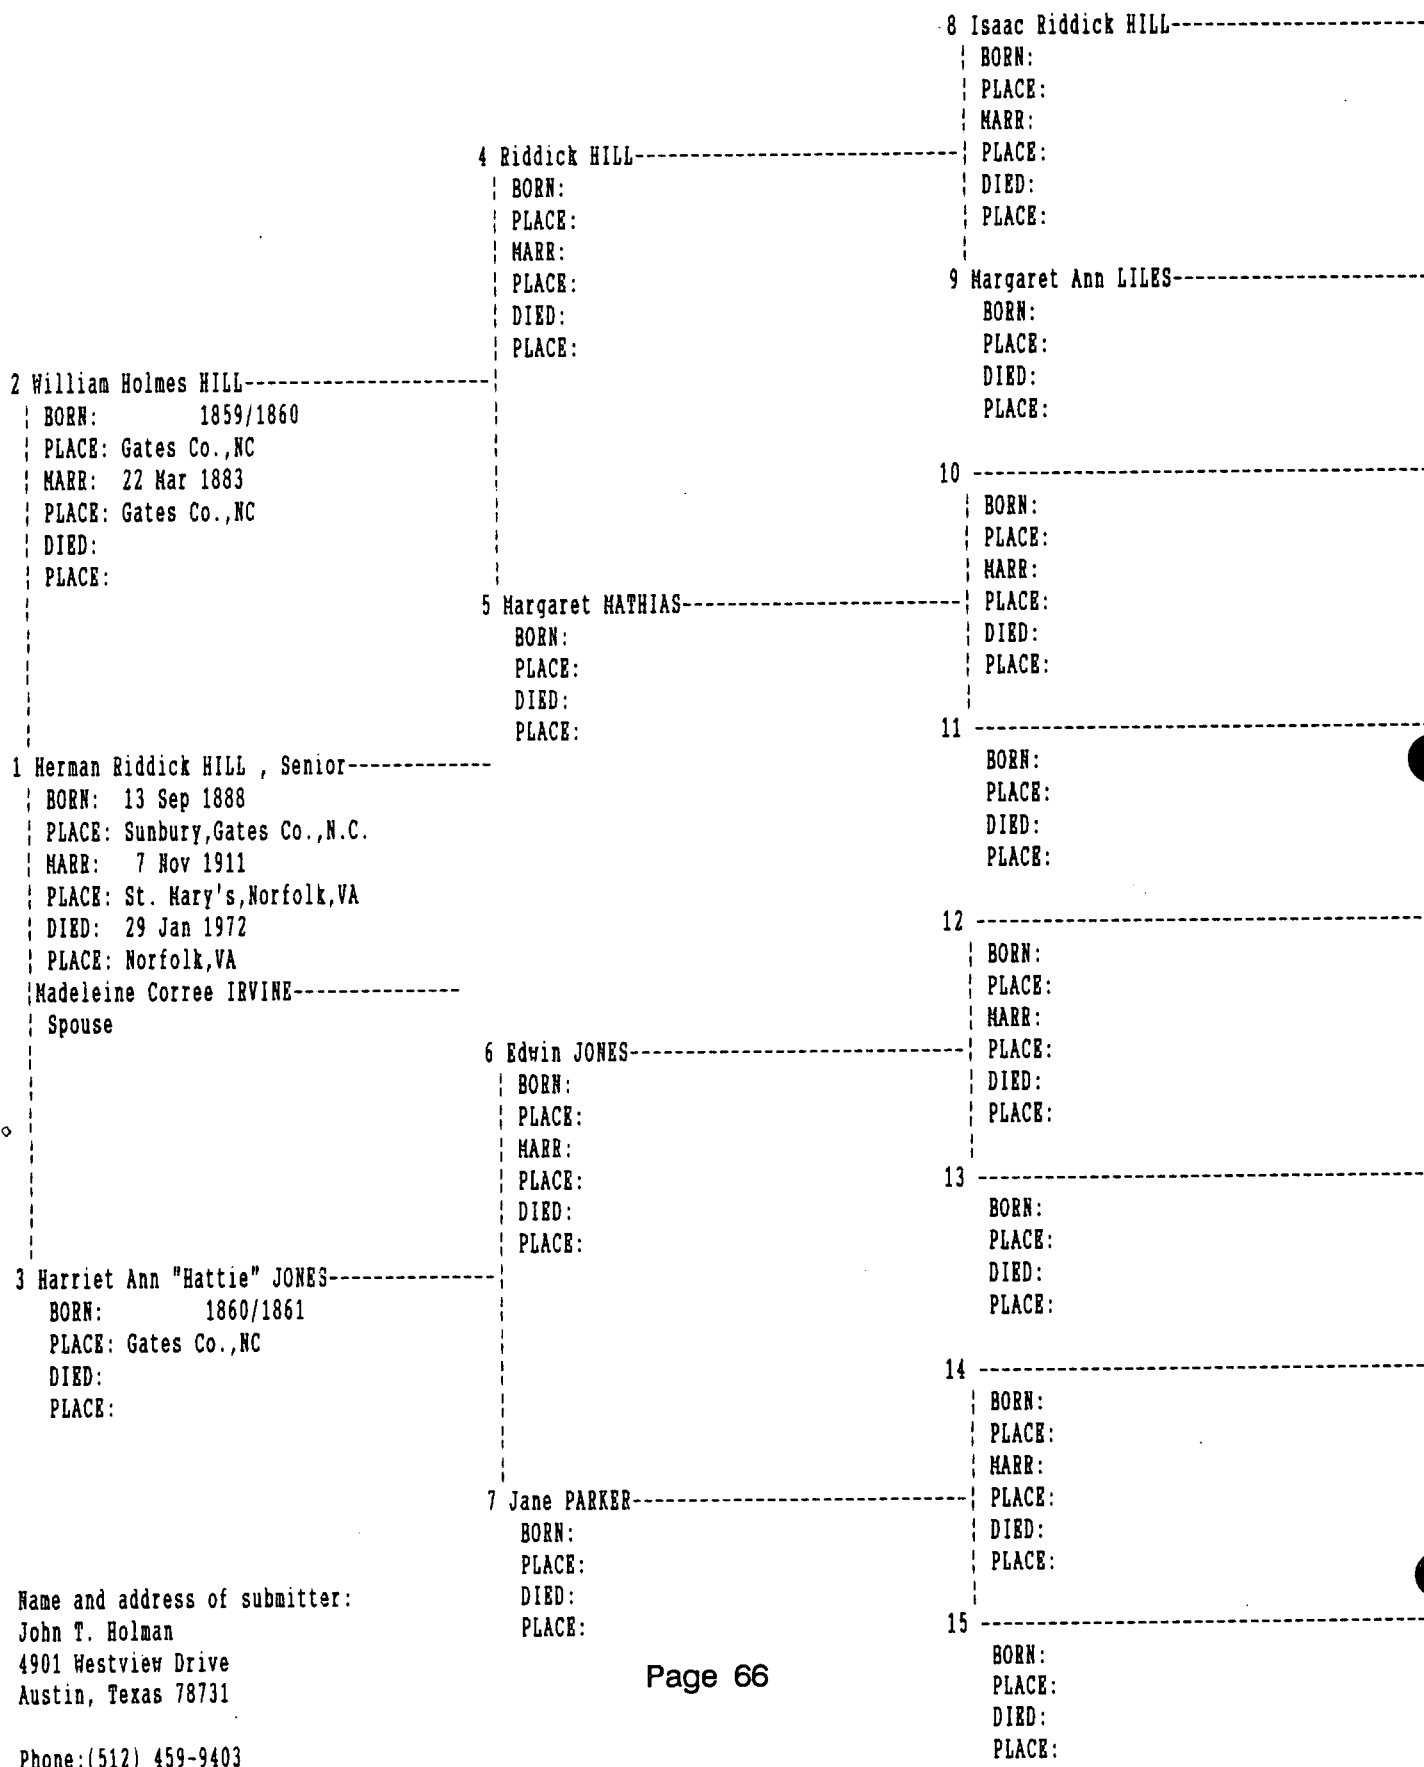 8 Isaac Riddick HILL
BORN:
PLACE:
MARR:
PLACE:
DIED:
PLACE:
4 Riddick HILL
BORN:
PLACE:
MARR:
PLACE:
DIED:
PLACE:
9 Margaret Ann LILES
BORN:
PLACE:
DIED:
PLACE:
2 William Holmes HILL
BORN: 1859/1860
PLACE: Gates Co.,NC
MARR: 22 Mar 1883
PLACE: Gates Co.,NC
DIED:
PLACE:
10
BORN:
PLACE:
MARR:
PLACE:
DIED:
PLACE:
5 Margaret MATHIAS
BORN:
PLACE:
DIED:
PLACE:
11
BORN:
PLACE:
DIED:
PLACE:
1 Herman Riddick HILL , Senior
BORN: 13 Sep 1888
PLACE: Sunbury,Gates Co.,N.C.
MARR: 7 Nov 1911
PLACE: St. Mary's,Norfolk,VA
DIED: 29 Jan 1972
PLACE: Norfolk,VA
Madeleine Corree IRVINE
Spouse
12
BORN:
PLACE:
MARR:
PLACE:
DIED:
PLACE:
6 Edwin JONES
BORN:
PLACE:
MARR:
PLACE:
DIED:
PLACE:
13
BORN:
PLACE:
DIED:
PLACE:
3 Harriet Ann "Hattie" JONES
BORN: 1860/1861
PLACE: Gates Co.,NC
DIED:
PLACE:
14
BORN:
PLACE:
MARR:
PLACE:
DIED:
PLACE:
7 Jane PARKER
BORN:
PLACE:
DIED:
PLACE:
15
BORN:
PLACE:
DIED:
PLACE:
Name and address of submitter:
John T. Holman
4901 Westview Drive
Austin, Texas 78731
Phone:(512) 459-9403
Page 66